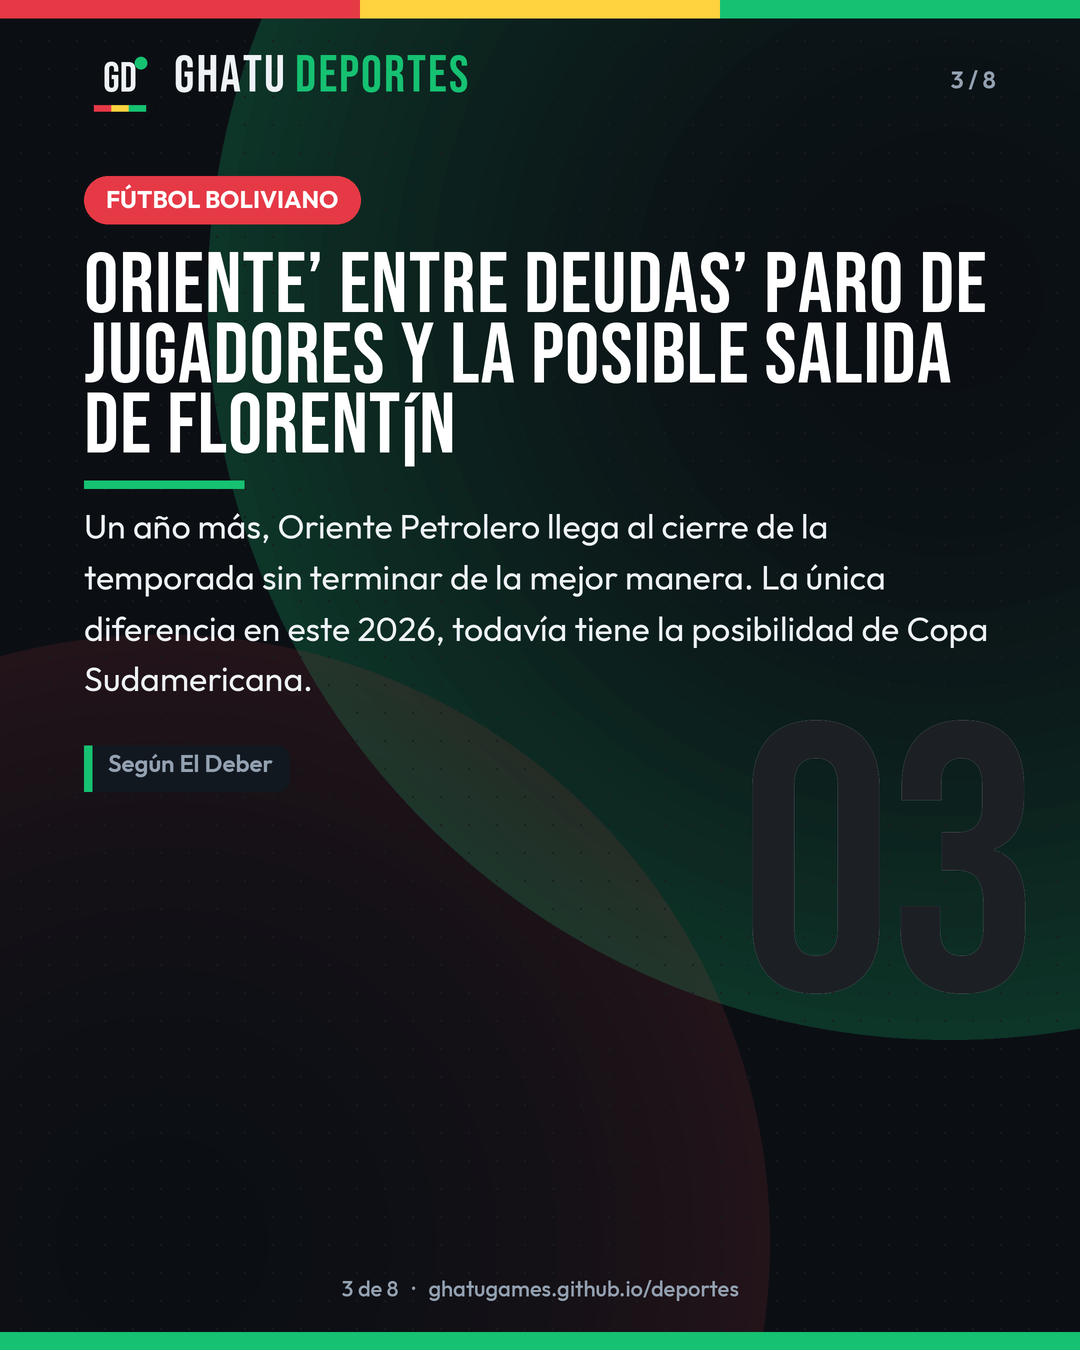 GD
GHATU DEPORTES
3 / 8
FÚTBOL BOLIVIANO
ORIENTE’ ENTRE DEUDAS’ PARO DE
JUGADORES Y LA POSIBLE SALIDA
DE FLORENTíN
Un año más, Oriente Petrolero llega al cierre de la
temporada sin terminar de la mejor manera. La única
diferencia en este 2026, todavía tiene la posibilidad de Copa
Sudamericana.
Según El Deber
03
3 de 8 · ghatugames.github.io/deportes